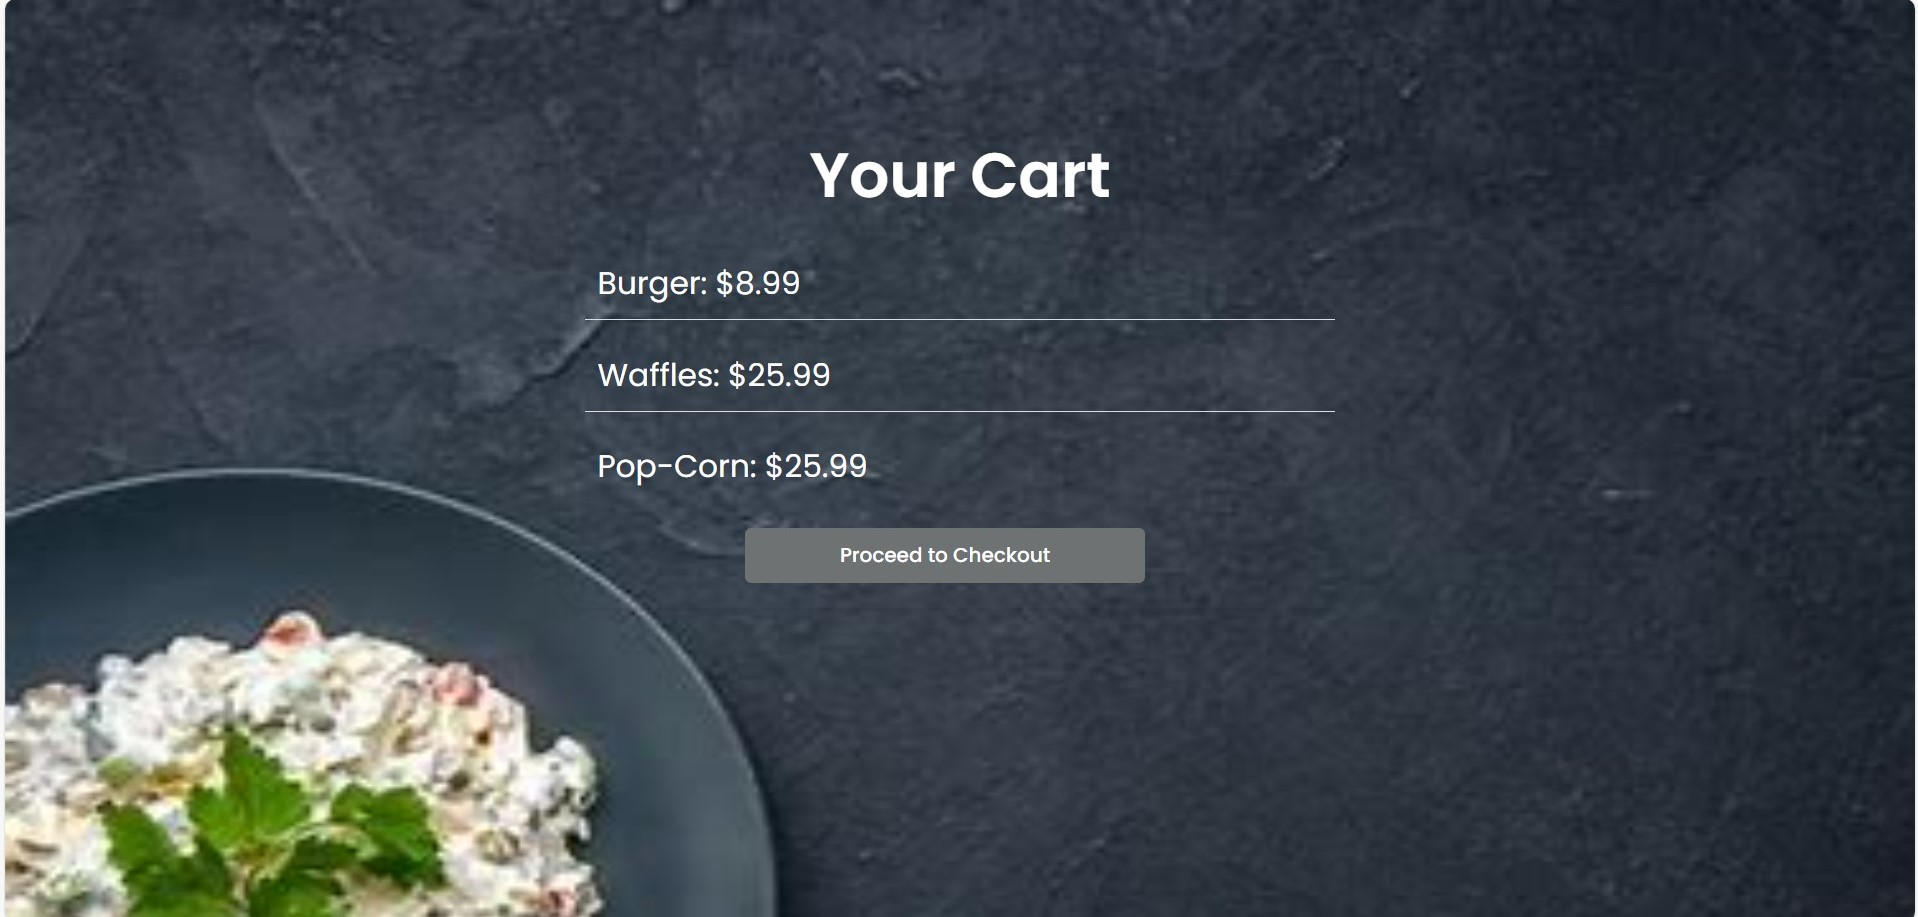 Your Cart
Burger: $8.99
Waffles: $25.99
Pop-Corn: $25.99
Proceed to Checkout